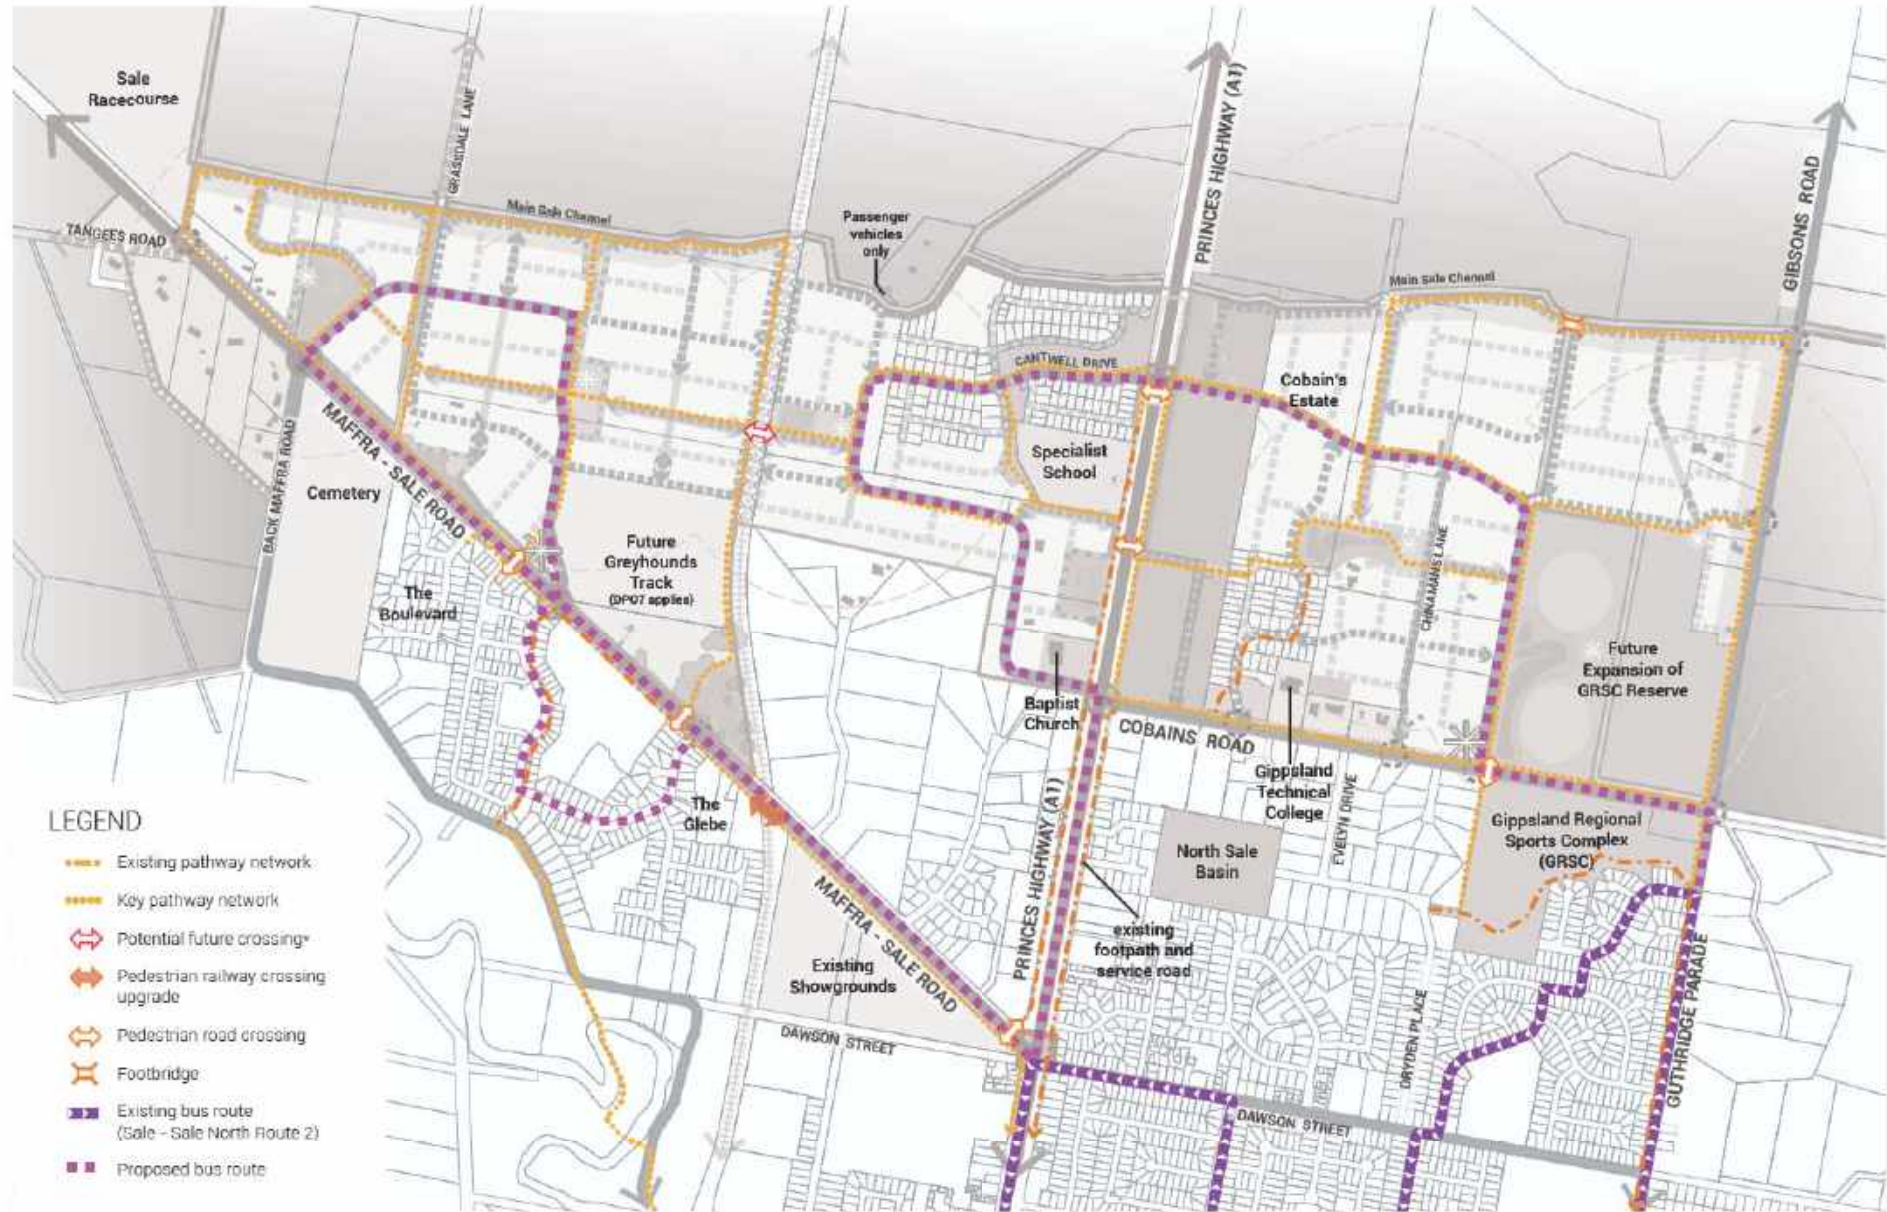 Sale
Racecourse
TANGEES ROAD
GRASSDALE LANE
Main Sale Channel
Passenger
vehicles
only
PRINCES HIGHWAY (A1)
Main Sale Channel
GIBSONS ROAD
CANTWELL DRIVE
Cobain's
Estate
Specialist
School
MAFFRA - SALE ROAD
BACK MAFFRA ROAD
Cemetery
The
Boulevard
Future
Greyhounds
Track
(DPO7 applies)
CHINAMANS LANE
Future
Expansion of
GRSC Reserve
Baptist
Church
COBAINS ROAD
Gippsland
Technical
College
EVELYN DRIVE
The
Glebe
PRINCES HIGHWAY (A1)
North Sale
Basin
Gippsland Regional
Sports Complex
(GRSC)
MAFFRA - SALE ROAD
existing
footpath and
service road
Existing
Showgrounds
DAWSON STREET
DRYDEN PLACE
GUTHRIDGE PARADE
DAWSON STREET
LEGEND
Existing pathway network
Key pathway network
Potential future crossing*
Pedestrian railway crossing
upgrade
Pedestrian road crossing
Footbridge
Existing bus route
(Sale - Sale North Route 2)
Proposed bus route